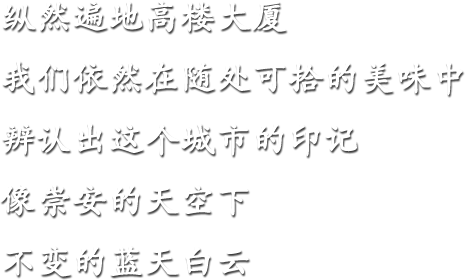 纵然遍地高楼大厦
我们依然在随处可拾的美味中
辨认出这个城市的印记
像崇安的天空下
不变的蓝天白云